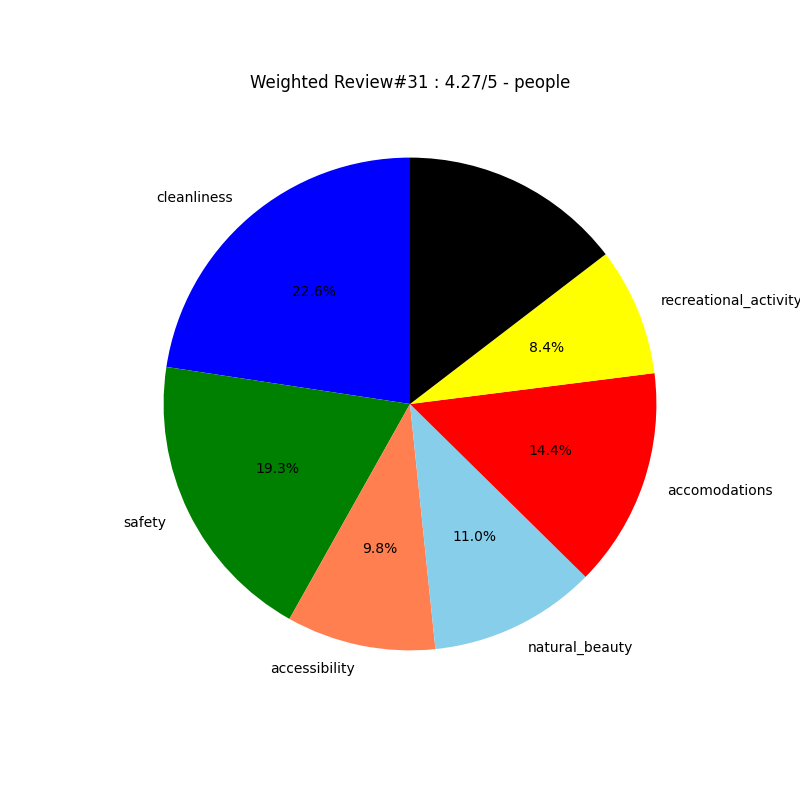 Weighted Review#31 : 4.27/5 - people
cleanliness
22.6%
safety
19.3%
accessibility
9.8%
natural_beauty
11.0%
accomodations
14.4%
recreational_activity
8.4%